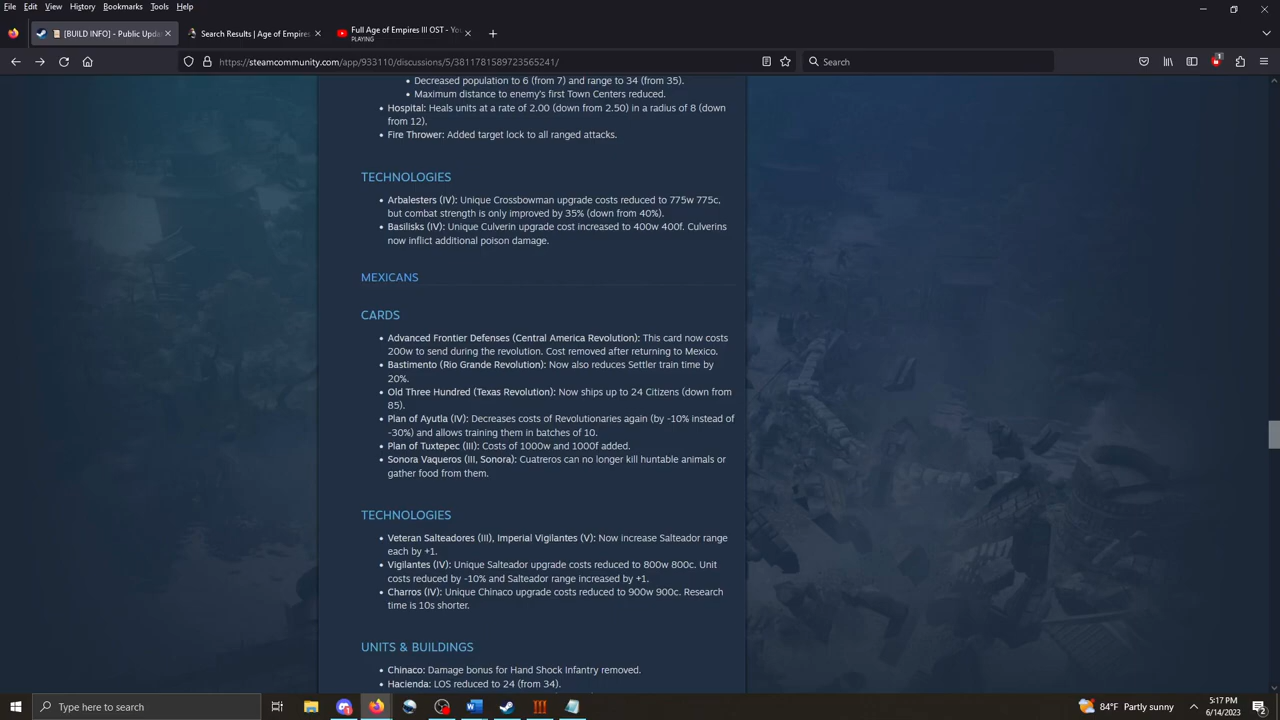 File Edit View History Bookmarks Tools Help
[BUILD INFO] - Public Upda
Search Results | Age of Empires
Full Age of Empires III OST - Yo
PLAYING
https://steamcommunity.com/app/933110/discussions/5/3811781589723565241/
Search
1
• Decreased population to 6 (from 7) and range to 34 (from 35).
• Maximum distance to enemy's first Town Centers reduced.
• Hospital: Heals units at a rate of 2.00 (down from 2.50) in a radius of 8 (down
from 12).
• Fire Thrower: Added target lock to all ranged attacks.
TECHNOLOGIES
• Arbalesters (IV): Unique Crossbowman upgrade costs reduced to 775w 775c,
but combat strength is only improved by 35% (down from 40%).
• Basilisks (IV): Unique Culverin upgrade cost increased to 400w 400f. Culverins
now inflict additional poison damage.
MEXICANS
CARDS
• Advanced Frontier Defenses (Central America Revolution): This card now costs
200w to send during the revolution. Cost removed after returning to Mexico.
• Bastimento (Rio Grande Revolution): Now also reduces Settler train time by
20%.
• Old Three Hundred (Texas Revolution): Now ships up to 24 Citizens (down from
85).
• Plan of Ayutla (IV): Decreases costs of Revolutionaries again (by -10% instead of
-30%) and allows training them in batches of 10.
• Plan of Tuxtepec (III): Costs of 1000w and 1000f added.
• Sonora Vaqueros (III, Sonora): Cuatreros can no longer kill huntable animals or
gather food from them.
TECHNOLOGIES
• Veteran Salteadores (III), Imperial Vigilantes (V): Now increase Salteador range
each by +1.
• Vigilantes (IV): Unique Salteador upgrade costs reduced to 800w 800c. Unit
costs reduced by -10% and Salteador range increased by +1.
• Charros (IV): Unique Chinaco upgrade costs reduced to 900w 900c. Research
time is 10s shorter.
UNITS & BUILDINGS
• Chinaco: Damage bonus for Hand Shock Infantry removed.
• Hacienda: LOS reduced to 24 (from 34).
Type here to search
84°F Partly sunny
5:17 PM
6/14/2023